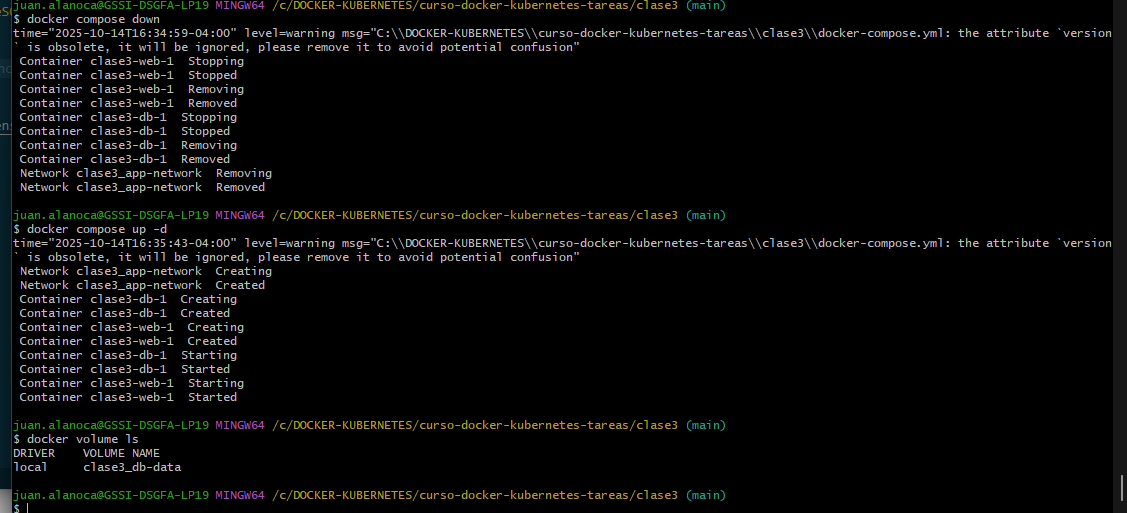 juan.alanoca@GSSI-DSGFA-LP19 MINGW64 /c/DOCKER-KUBERNETES/curso-docker-kubernetes-tareas/clase3 (main)
$ docker compose down
time="2025-10-14T16:34:59-04:00" level=warning msg="C:\\DOCKER-KUBERNETES\\curso-docker-kubernetes-tareas\\clase3\\docker-compose.yml: the attribute `version
` is obsolete, it will be ignored, please remove it to avoid potential confusion"
Container clase3-web-1  Stopping
Container clase3-web-1  Stopped
Container clase3-web-1  Removing
Container clase3-web-1  Removed
Container clase3-db-1  Stopping
Container clase3-db-1  Stopped
Container clase3-db-1  Removing
Container clase3-db-1  Removed
Network clase3_app-network  Removing
Network clase3_app-network  Removed
juan.alanoca@GSSI-DSGFA-LP19 MINGW64 /c/DOCKER-KUBERNETES/curso-docker-kubernetes-tareas/clase3 (main)
$ docker compose up -d
time="2025-10-14T16:35:43-04:00" level=warning msg="C:\\DOCKER-KUBERNETES\\curso-docker-kubernetes-tareas\\clase3\\docker-compose.yml: the attribute `version
` is obsolete, it will be ignored, please remove it to avoid potential confusion"
Network clase3_app-network  Creating
Network clase3_app-network  Created
Container clase3-db-1  Creating
Container clase3-db-1  Created
Container clase3-web-1  Creating
Container clase3-web-1  Created
Container clase3-db-1  Starting
Container clase3-db-1  Started
Container clase3-web-1  Starting
Container clase3-web-1  Started
juan.alanoca@GSSI-DSGFA-LP19 MINGW64 /c/DOCKER-KUBERNETES/curso-docker-kubernetes-tareas/clase3 (main)
$ docker volume ls
DRIVER    VOLUME NAME
local     clase3_db-data
juan.alanoca@GSSI-DSGFA-LP19 MINGW64 /c/DOCKER-KUBERNETES/curso-docker-kubernetes-tareas/clase3 (main)
$